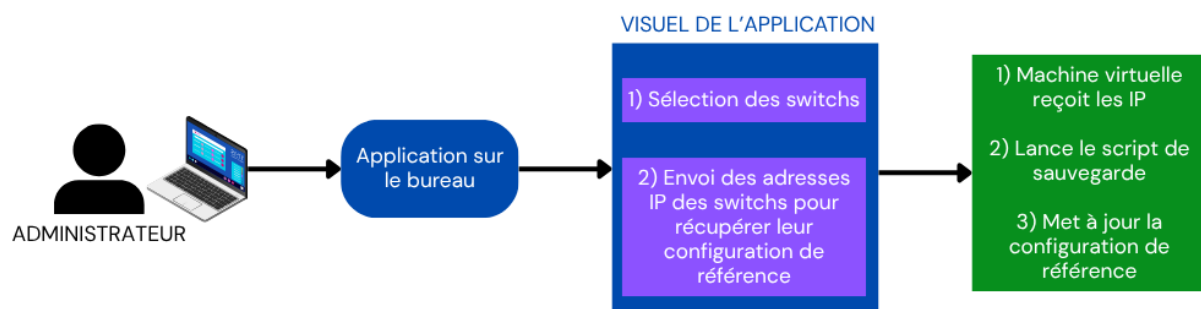 ADMINISTRATEUR
Application sur
le bureau
VISUEL DE L'APPLICATION
1) Sélection des switchs
2) Envoi des adresses
IP des switchs pour
récupérer leur
configuration de
référence
1) Machine virtuelle
reçoit les IP
2) Lance le script de
sauvegarde
3) Met à jour la
configuration de
référence